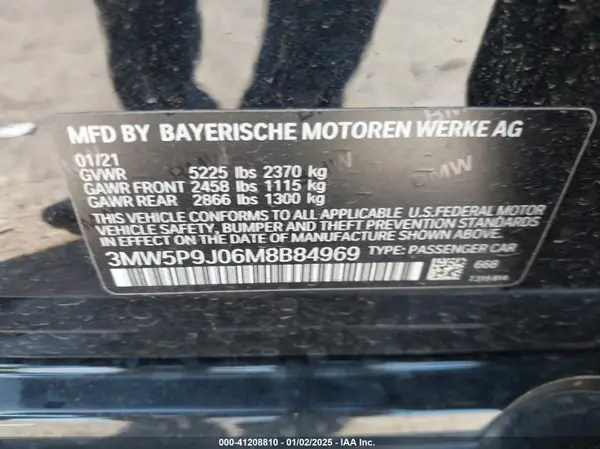 MFD BY BAYERISCHE MOTOREN WERKE AG
01/21
GVWR 5225 lbs 2370 kg
GAWR FRONT 2458 lbs 1115 kg
GAWR REAR 2866 lbs 1300 kg
THIS VEHICLE CONFORMS TO ALL APPLICABLE U.S.FEDERAL MOTOR
VEHICLE SAFETY, BUMPER AND THEFT PREVENTION STANDARDS
IN EFFECT ON THE DATE OF MANUFACTURE SHOWN ABOVE.
3MW5P9J06M8B84969 TYPE: PASSENGER CAR
668
BMW
000-41208810 - 01/02/2025 - IAA Inc.